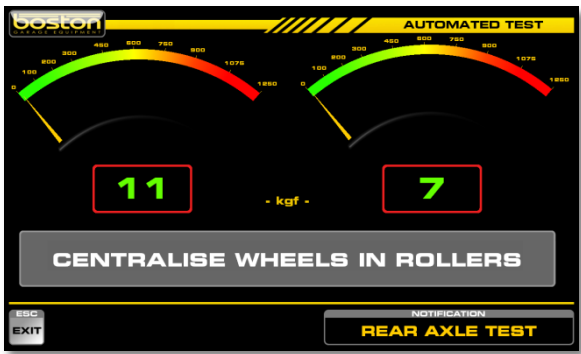 boston
GARAGE EQUIPMENT
AUTOMATED TEST
0 100 200 300 450 600 750 900 1075 1250
0 100 200 300 450 600 750 900 1075 1250
11
- kgf -
7
CENTRALISE WHEELS IN ROLLERS
ESC
EXIT
NOTIFICATION
REAR AXLE TEST